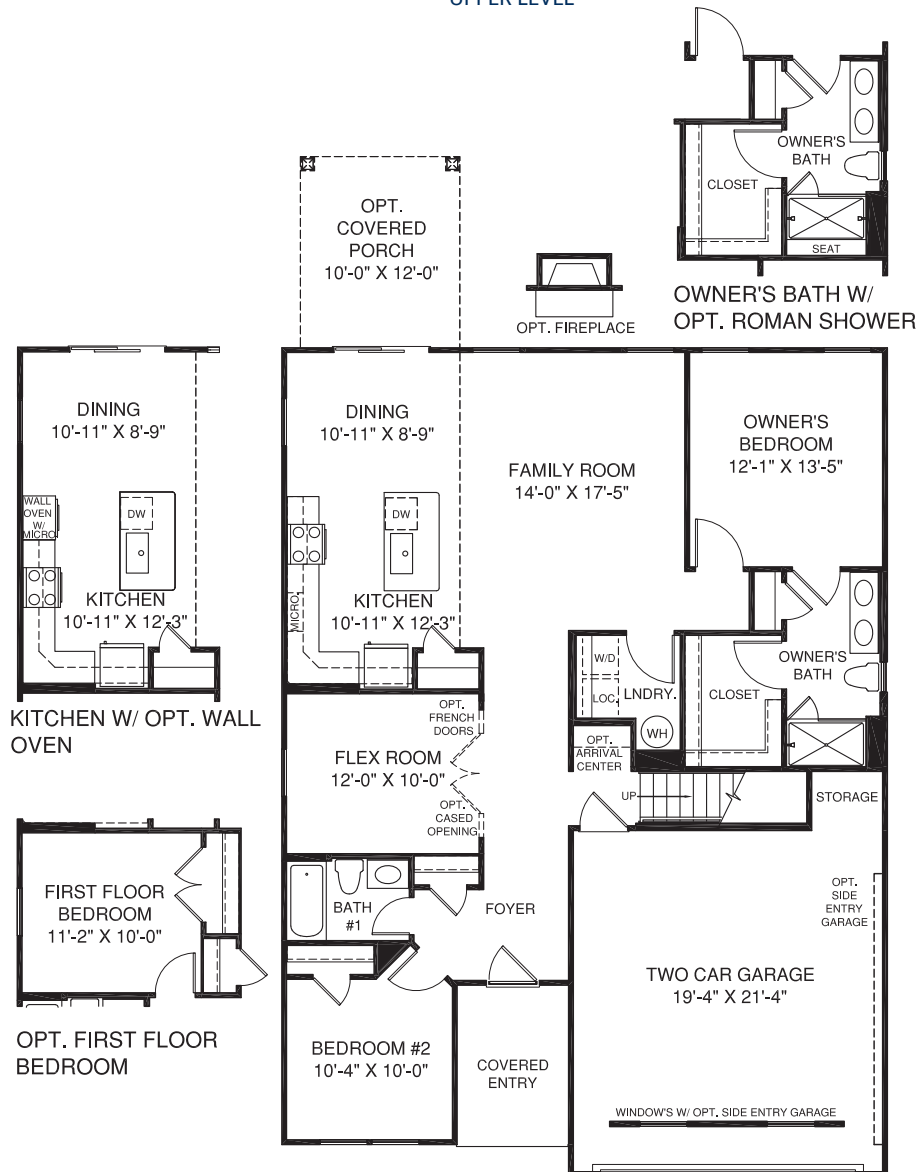 UPPER LEVEL
OWNER'S
BATH
CLOSET
SEAT
OWNER'S BATH W/
OPT. ROMAN SHOWER
OPT.
COVERED
PORCH
10'-0" X 12'-0"
OPT. FIREPLACE
DINING
10'-11" X 8'-9"
WALL
OVEN
W/
MICRO
DW
KITCHEN
10'-11" X 12'-3"
KITCHEN W/ OPT. WALL
OVEN
DINING
10'-11" X 8'-9"
DW
MICRO.
KITCHEN
10'-11" X 12'-3"
FAMILY ROOM
14'-0" X 17'-5"
OWNER'S
BEDROOM
12'-1" X 13'-5"
W/D
LOC.
LNDRY.
WH
CLOSET
OWNER'S
BATH
OPT.
FRENCH
DOORS
FLEX ROOM
12'-0" X 10'-0"
OPT.
CASED
OPENING
OPT.
ARRIVAL
CENTER
UP
STORAGE
FIRST FLOOR
BEDROOM
11'-2" X 10'-0"
OPT. FIRST FLOOR
BEDROOM
BATH
#1
FOYER
OPT.
SIDE
ENTRY
GARAGE
TWO CAR GARAGE
19'-4" X 21'-4"
BEDROOM #2
10'-4" X 10'-0"
COVERED
ENTRY
WINDOW'S W/ OPT. SIDE ENTRY GARAGE